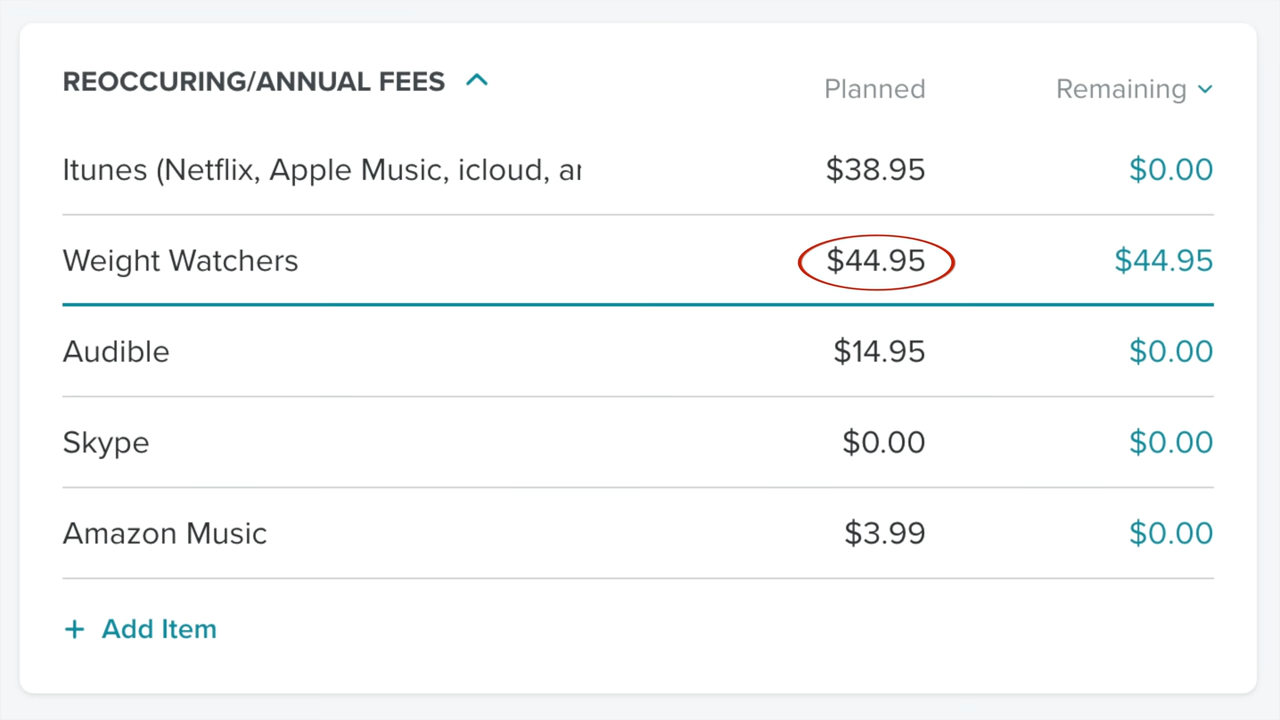 REOCCURING/ANNUAL FEES Planned Remaining
Itunes (Netflix, Apple Music, icloud, $38.95 $0.00
Weight Watchers $44.95 $44.95
Audible $14.95 $0.00
Skype $0.00 $0.00
Amazon Music $3.99 $0.00
+ Add Item